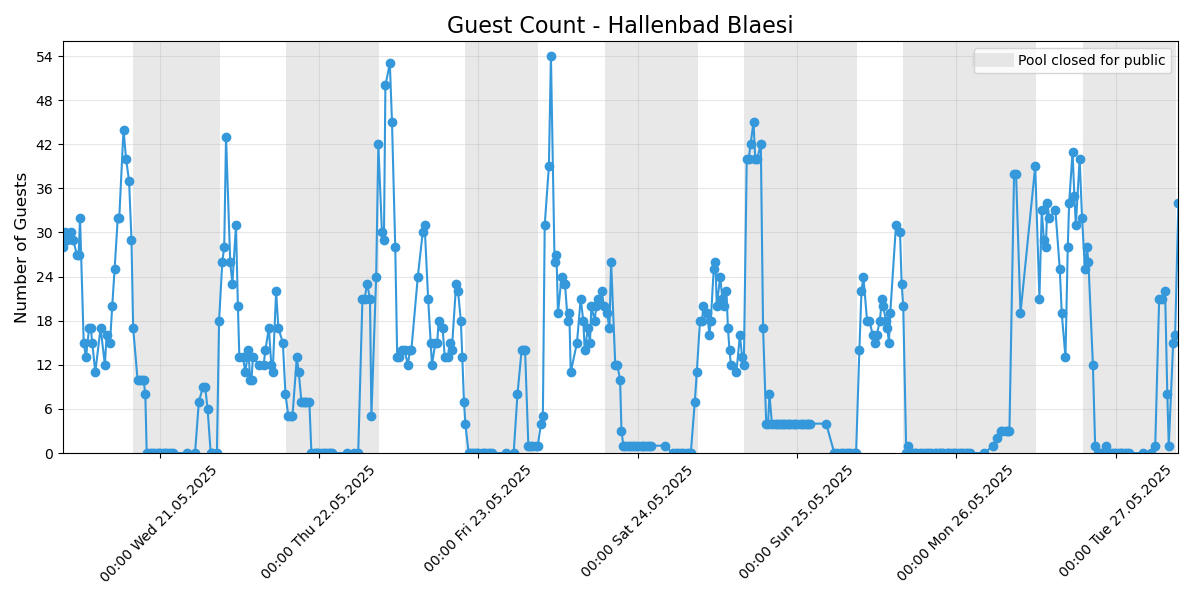 Guest Count - Hallenbad Blaesi
Pool closed for public
Number of Guests
54
48
42
36
30
24
18
12
6
0
00:00 Wed 21.05.2025
00:00 Thu 22.05.2025
00:00 Fri 23.05.2025
00:00 Sat 24.05.2025
00:00 Sun 25.05.2025
00:00 Mon 26.05.2025
00:00 Tue 27.05.2025